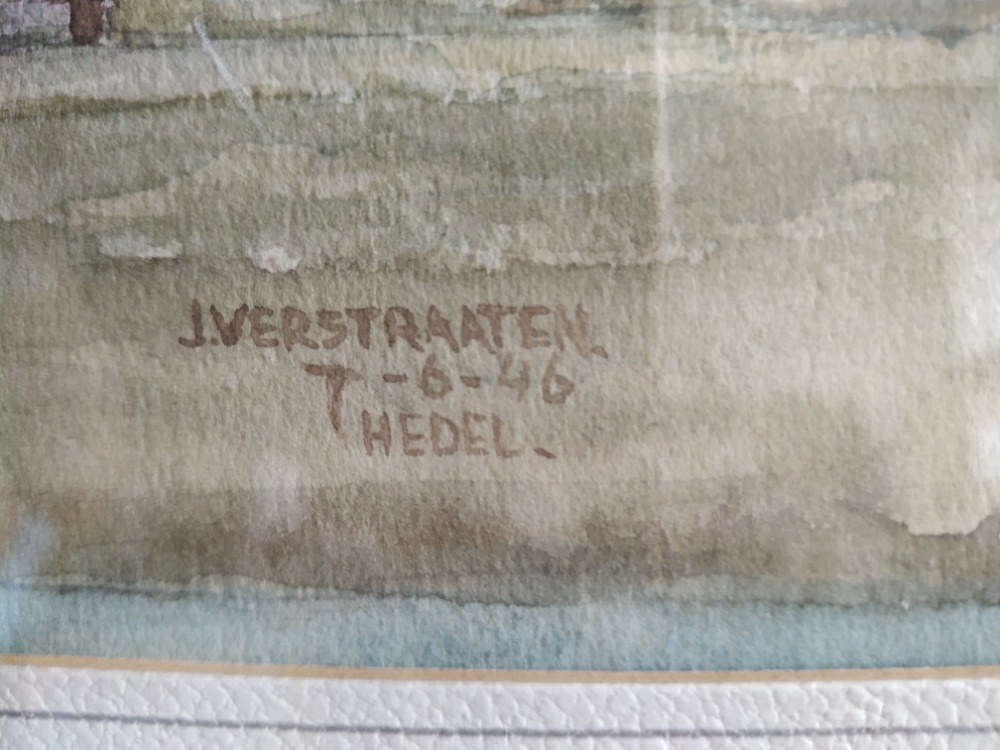 J.VERSTRAATEN.
7-6-46
HEDEL.